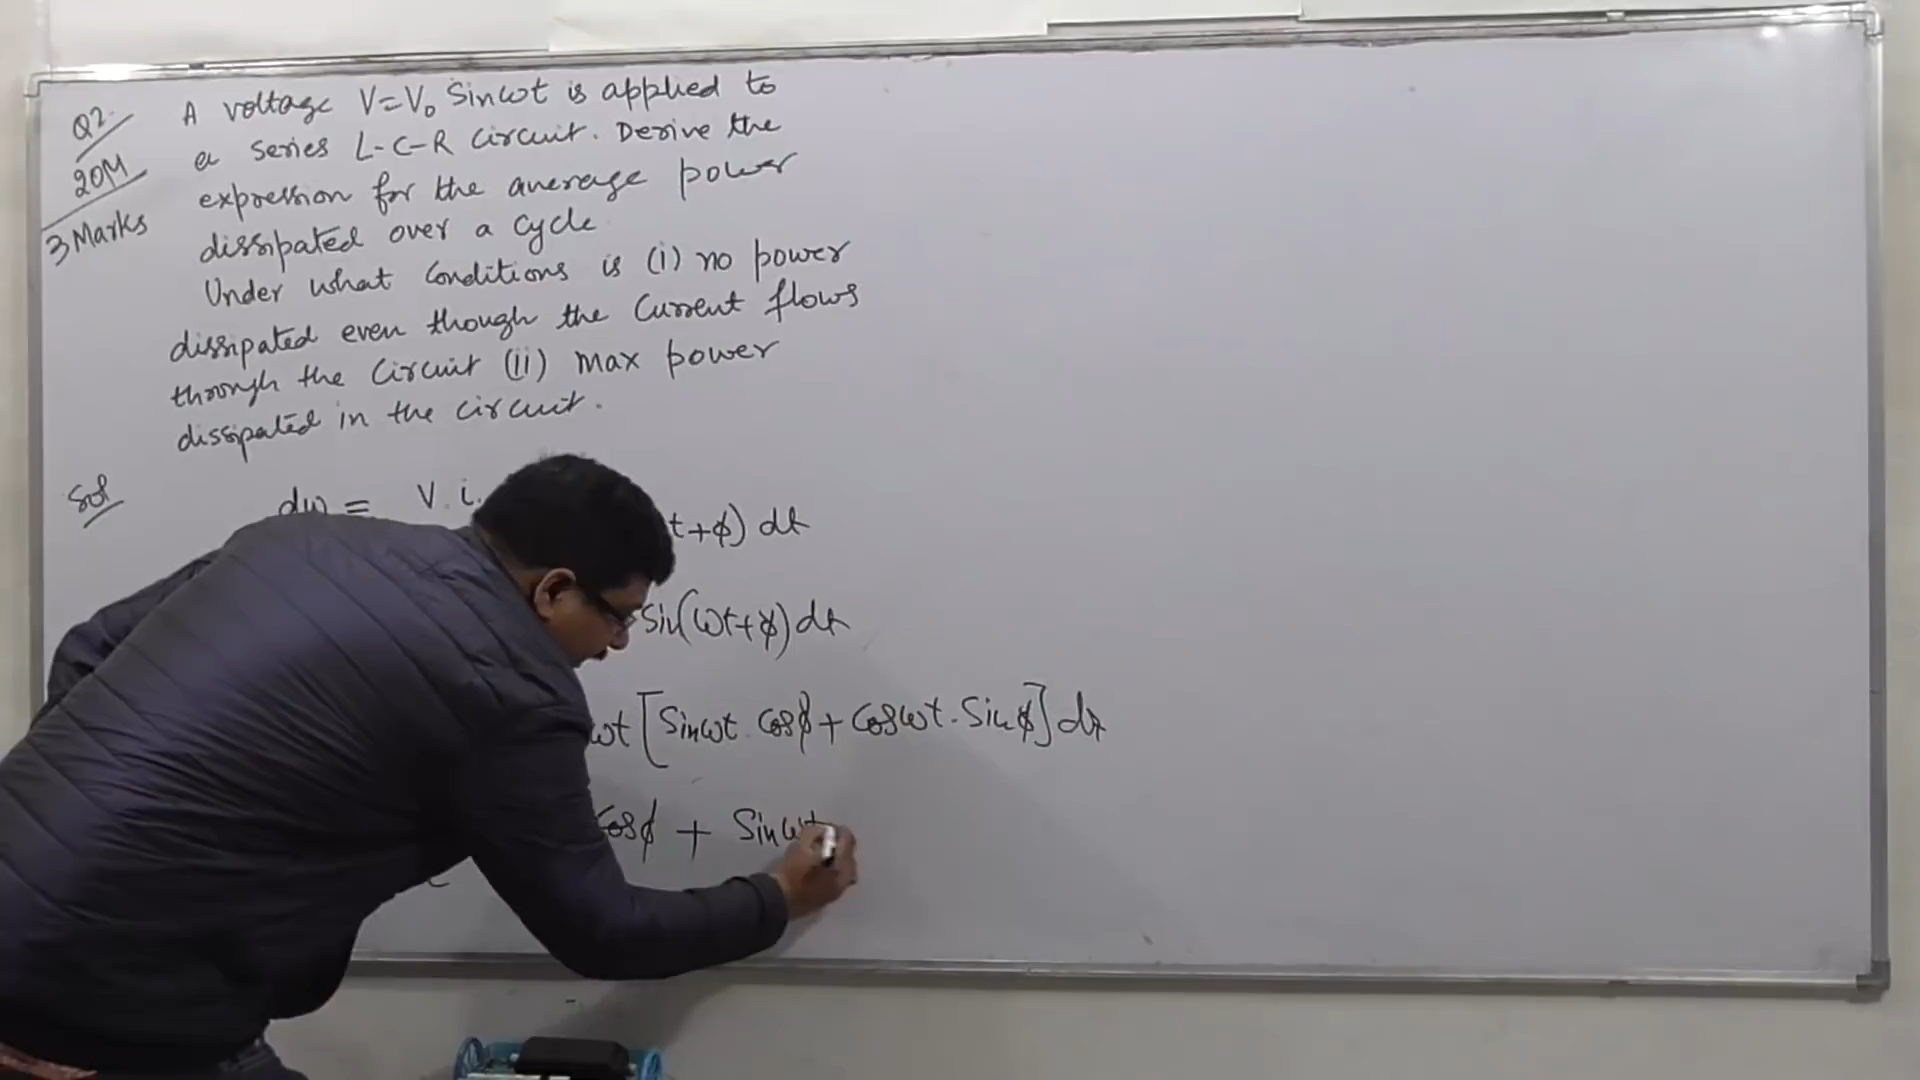 Q2.
20M
3 Marks
A voltage V=V₀ Sinωt is applied to
a series L-C-R circuit. Derive the
expression for the average power
dissipated over a cycle.
Under what conditions is (i) no power
dissipated even though the current flows
through the circuit (ii) max power
dissipated in the circuit.
Sol
dw = V.i.
t+ϕ) dt
Sin(ωt+ϕ) dt
ωt [Sinωt. Cosϕ + Cosωt. Sinϕ] dt
Cosϕ + Sinωt